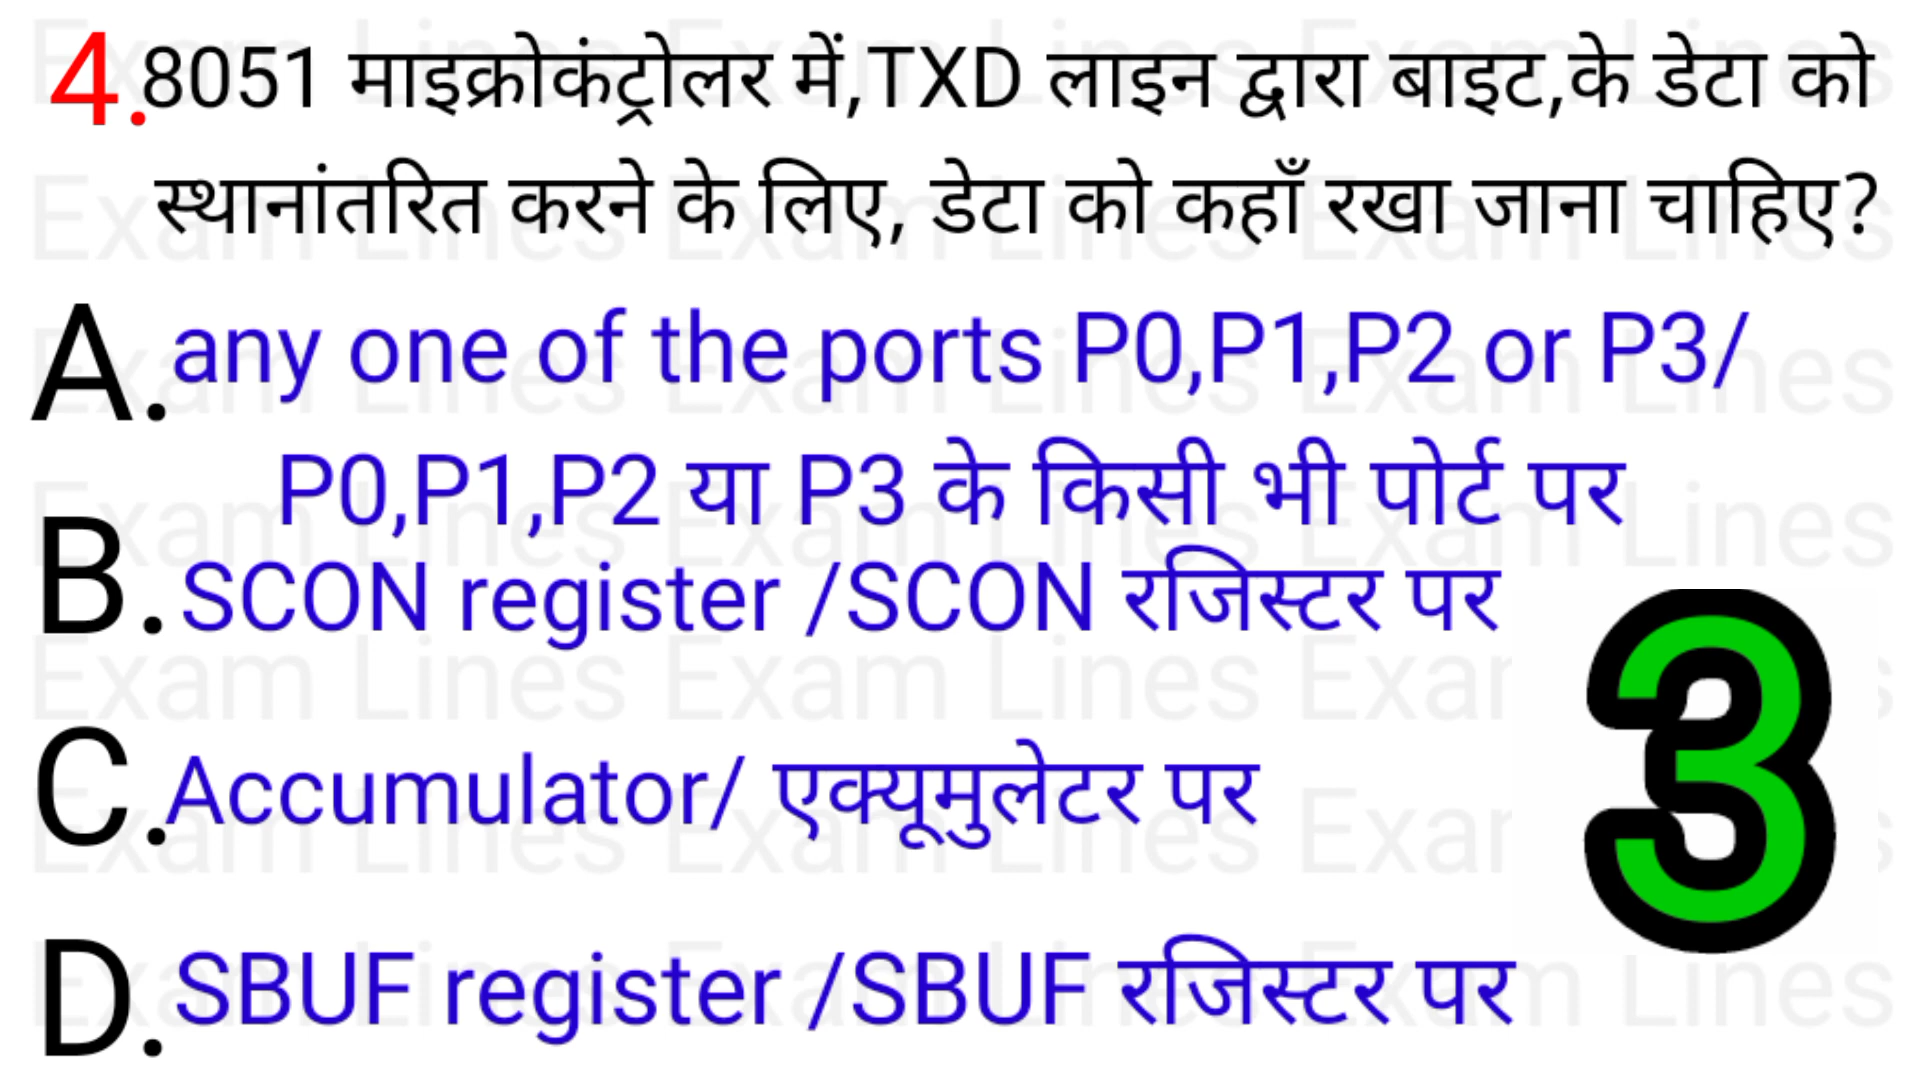 4.8051 माइक्रोकंट्रोलर में,TXD लाइन द्वारा बाइट,के डेटा को
स्थानांतरित करने के लिए, डेटा को कहाँ रखा जाना चाहिए?
A.any one of the ports P0,P1,P2 or P3/
P0,P1,P2 या P3 के किसी भी पोर्ट पर
B.SCON register /SCON रजिस्टर पर
C.Accumulator/ एक्यूमुलेटर पर
D.SBUF register /SBUF रजिस्टर पर
3
Exam Lines